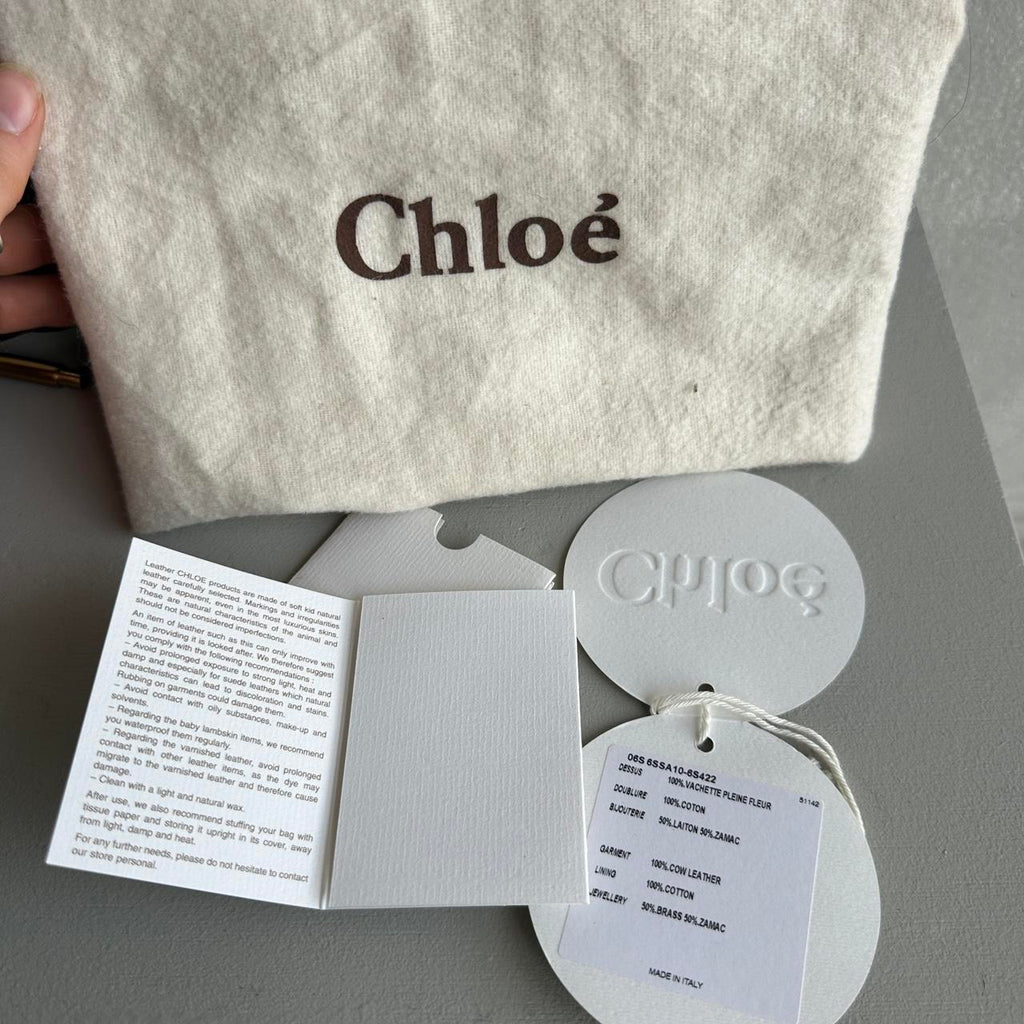 Chloé
Leather CHLOE products are made of soft kid natural
leather carefully selected. Markings and irregularities
may be apparent, even in the most luxurious skins.
These are natural characteristics of the animal and
should not be considered imperfections.
An item of leather such as this can only improve with
time, providing it is looked after. We therefore suggest
you comply with the following recommendations :
– Avoid prolonged exposure to strong light, heat and
damp and especially for suede leathers which natural
characteristics can lead to discoloration and stains.
Rubbing on garments could damage them.
– Avoid contact with oily substances, make-up and
solvents.
– Regarding the baby lambskin items, we recommend
you waterproof them regularly.
– Regarding the varnished leather, avoid prolonged
contact with other leather items, as the dye may
migrate to the varnished leather and therefore cause
damage.
– Clean with a light and natural wax.
After use, we also recommend stuffing your bag with
tissue paper and storing it upright in its cover, away
from light, damp and heat.
For any further needs, please do not hesitate to contact
our store personal.
Chloé
06S 6SSA10-6S422
DESSUS 100%.VACHETTE PLEINE FLEUR 51142
DOUBLURE 100%.COTON
BIJOUTERIE 50%.LAITON 50%.ZAMAC
GARMENT 100%.COW LEATHER
LINING 100%.COTTON
JEWELLERY 50%.BRASS 50%.ZAMAC
MADE IN ITALY